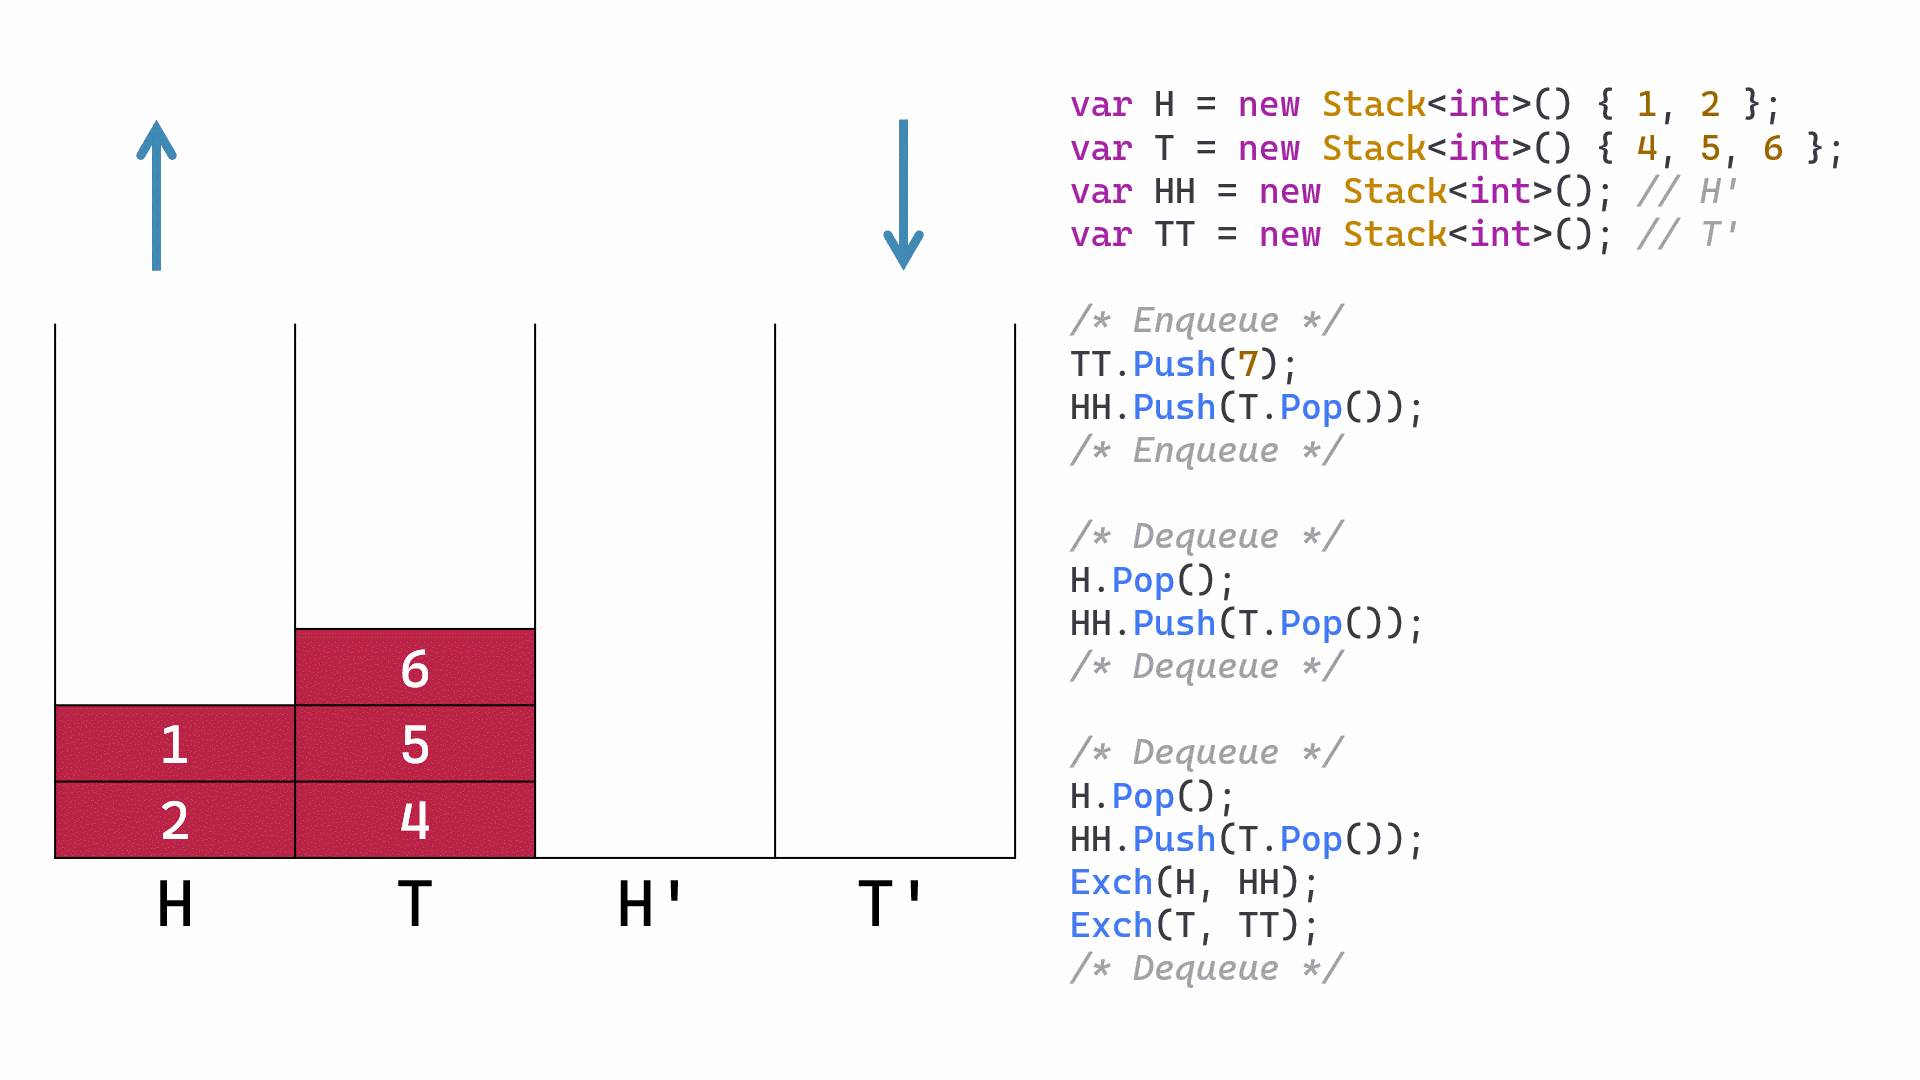 6
1 5
2 4
H T H' T'
var H = new Stack<int>() { 1, 2 };
var T = new Stack<int>() { 4, 5, 6 };
var HH = new Stack<int>(); // H'
var TT = new Stack<int>(); // T'
/* Enqueue */
TT.Push(7);
HH.Push(T.Pop());
/* Enqueue */
/* Dequeue */
H.Pop();
HH.Push(T.Pop());
/* Dequeue */
/* Dequeue */
H.Pop();
HH.Push(T.Pop());
Exch(H, HH);
Exch(T, TT);
/* Dequeue */